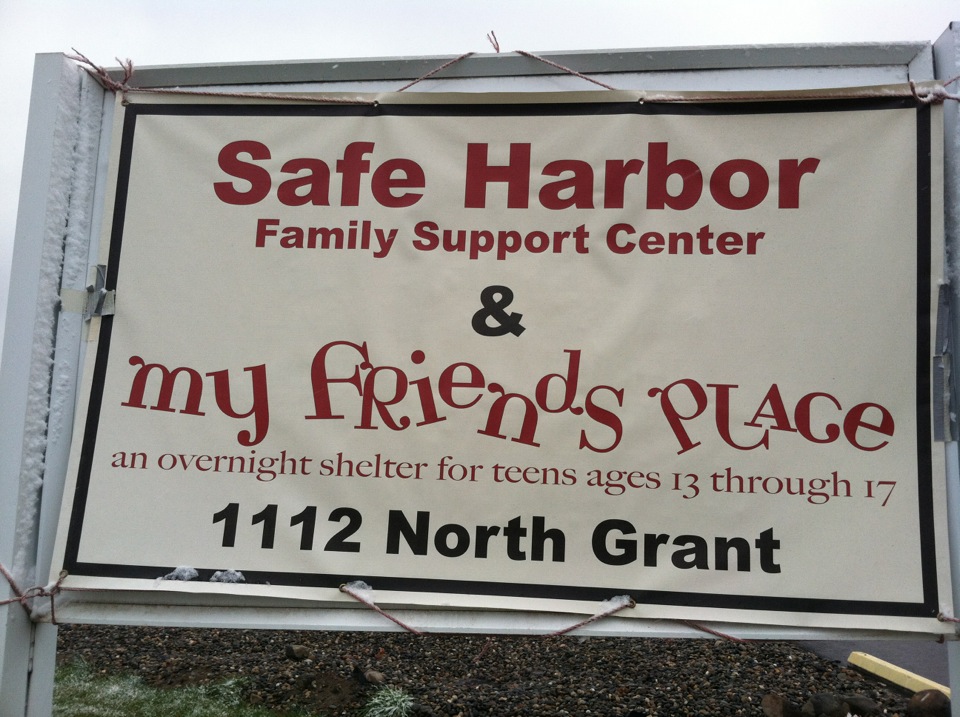 Safe Harbor
Family Support Center
&
my friends place
an overnight shelter for teens ages 13 through 17
1112 North Grant